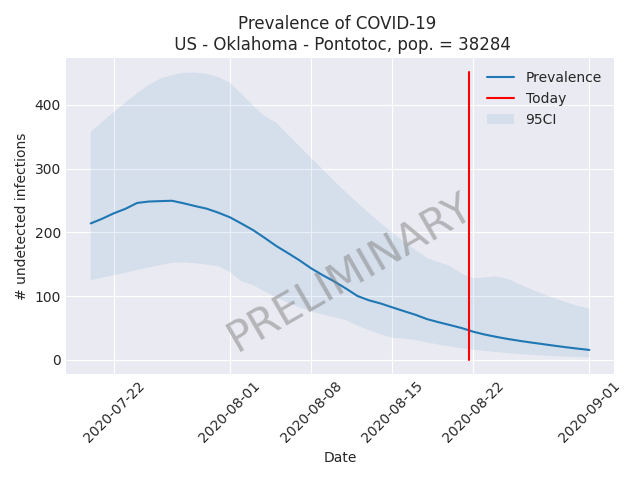 Prevalence of COVID-19
US - Oklahoma - Pontotoc, pop. = 38284
# undetected infections
400
300
200
100
0
Prevalence
Today
95CI
PRELIMINARY
2020-07-22
2020-08-01
2020-08-08
2020-08-15
2020-08-22
2020-09-01
Date